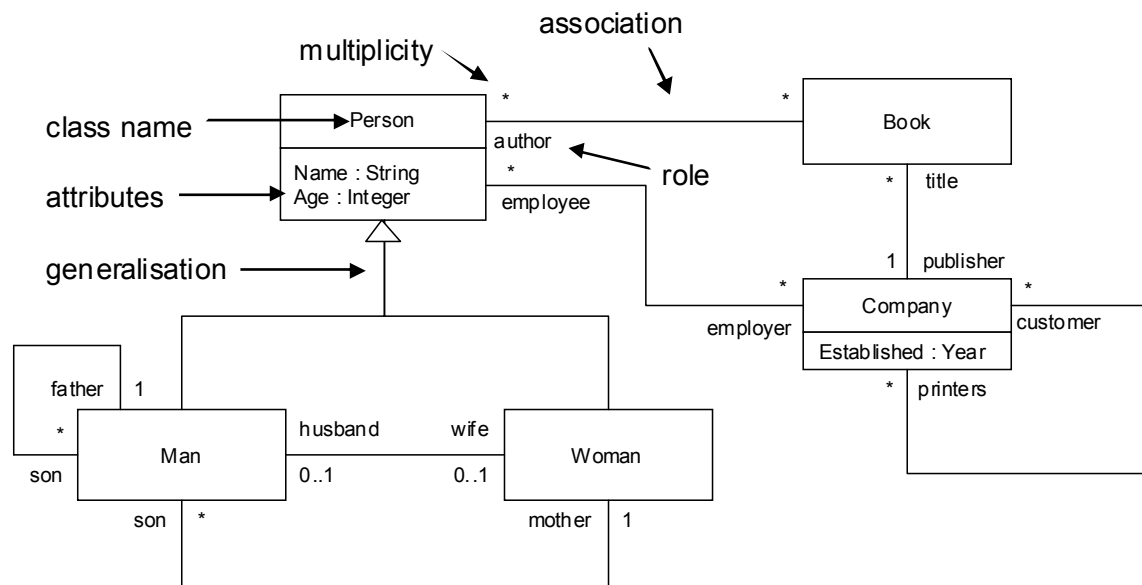 association
multiplicity
* *
class name
Person
Book
author
attributes
Name : String
Age : Integer
*
role
* title
employee
generalisation
1 publisher
* *
Company
employer
customer
Established : Year
father 1
* printers
husband wife
*
Man
Woman
son
0..1 0..1
son *
mother 1